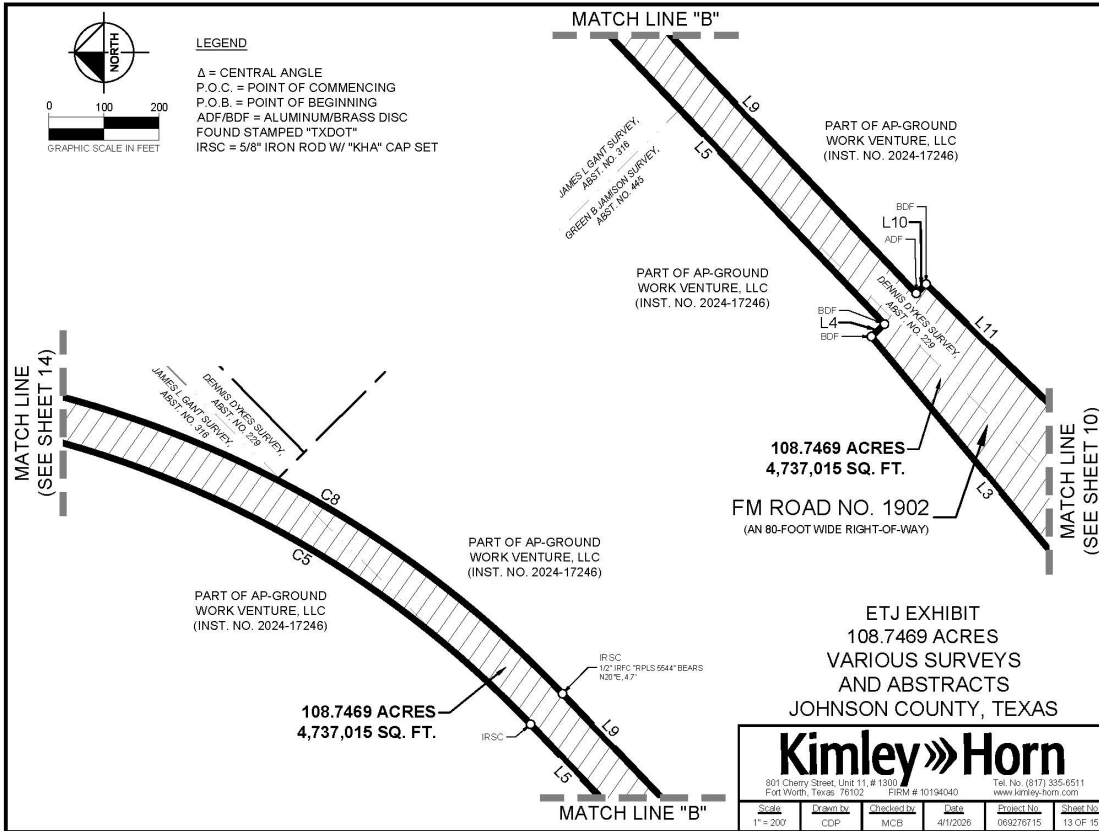 NORTH
0 100 200
GRAPHIC SCALE IN FEET
LEGEND
Δ = CENTRAL ANGLE
P.O.C. = POINT OF COMMENCING
P.O.B. = POINT OF BEGINNING
ADF/BDF = ALUMINUM/BRASS DISC
FOUND STAMPED "TXDOT"
IRSC = 5/8" IRON ROD W/ "KHA" CAP SET
MATCH LINE "B"
L9
L5
JAMES L GANT SURVEY,
ABST. NO. 316
GREEN B JAMISON SURVEY,
ABST. NO. 445
PART OF AP-GROUND
WORK VENTURE, LLC
(INST. NO. 2024-17246)
BDF
L10
ADF
PART OF AP-GROUND
WORK VENTURE, LLC
(INST. NO. 2024-17246)
DENNIS DYKES SURVEY,
ABST. NO. 229
BDF
L4
BDF
L11
108.7469 ACRES
4,737,015 SQ. FT.
L3
FM ROAD NO. 1902
(AN 80-FOOT WIDE RIGHT-OF-WAY)
MATCH LINE
(SEE SHEET 10)
MATCH LINE
(SEE SHEET 14)
JAMES L GANT SURVEY,
ABST. NO. 316
DENNIS DYKES SURVEY,
ABST. NO. 229
C8
C5
PART OF AP-GROUND
WORK VENTURE, LLC
(INST. NO. 2024-17246)
PART OF AP-GROUND
WORK VENTURE, LLC
(INST. NO. 2024-17246)
IRSC
1/2" IRFC "RPLS 5544" BEARS
N20°E, 4.7'
108.7469 ACRES
4,737,015 SQ. FT.
IRSC
L9
L5
MATCH LINE "B"
ETJ EXHIBIT
108.7469 ACRES
VARIOUS SURVEYS
AND ABSTRACTS
JOHNSON COUNTY, TEXAS
Kimley»Horn
801 Cherry Street, Unit 11, # 1300
Fort Worth, Texas 76102 FIRM # 10194040
Tel. No. (817) 335-6511
www.kimley-horn.com
Scale Drawn by Checked by Date Project No. Sheet No.
1" = 200' CDP MCB 4/1/2026 069276715 13 OF 15